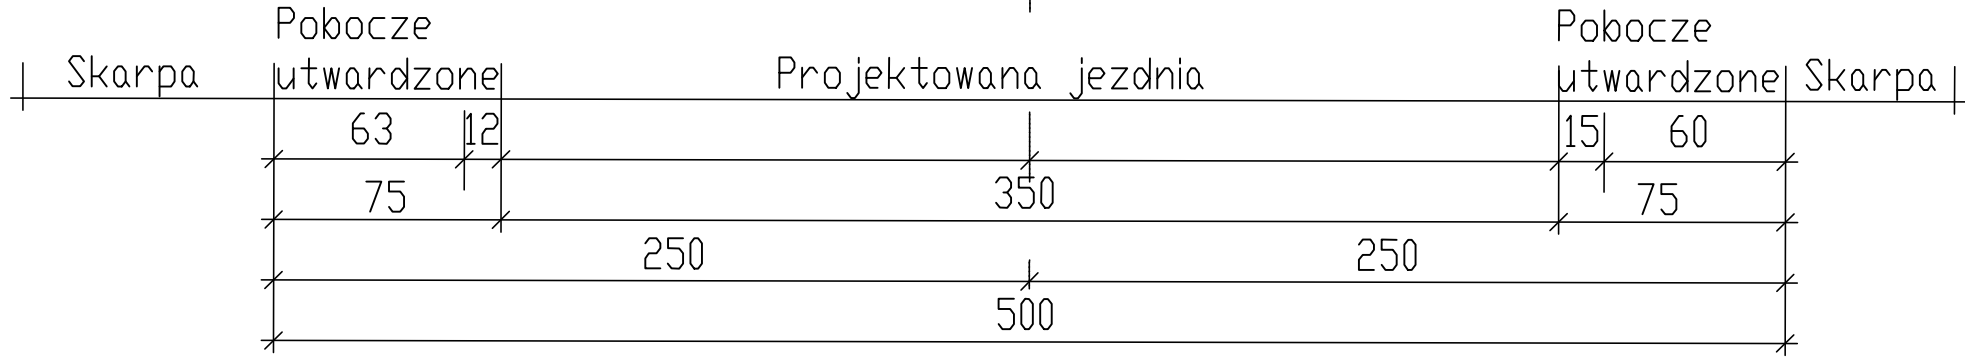 Pobocze
utwardzone
Pobocze
utwardzone
Skarpa
Projektowana jezdnia
Skarpa
63
12
15
60
75
350
75
250
250
500